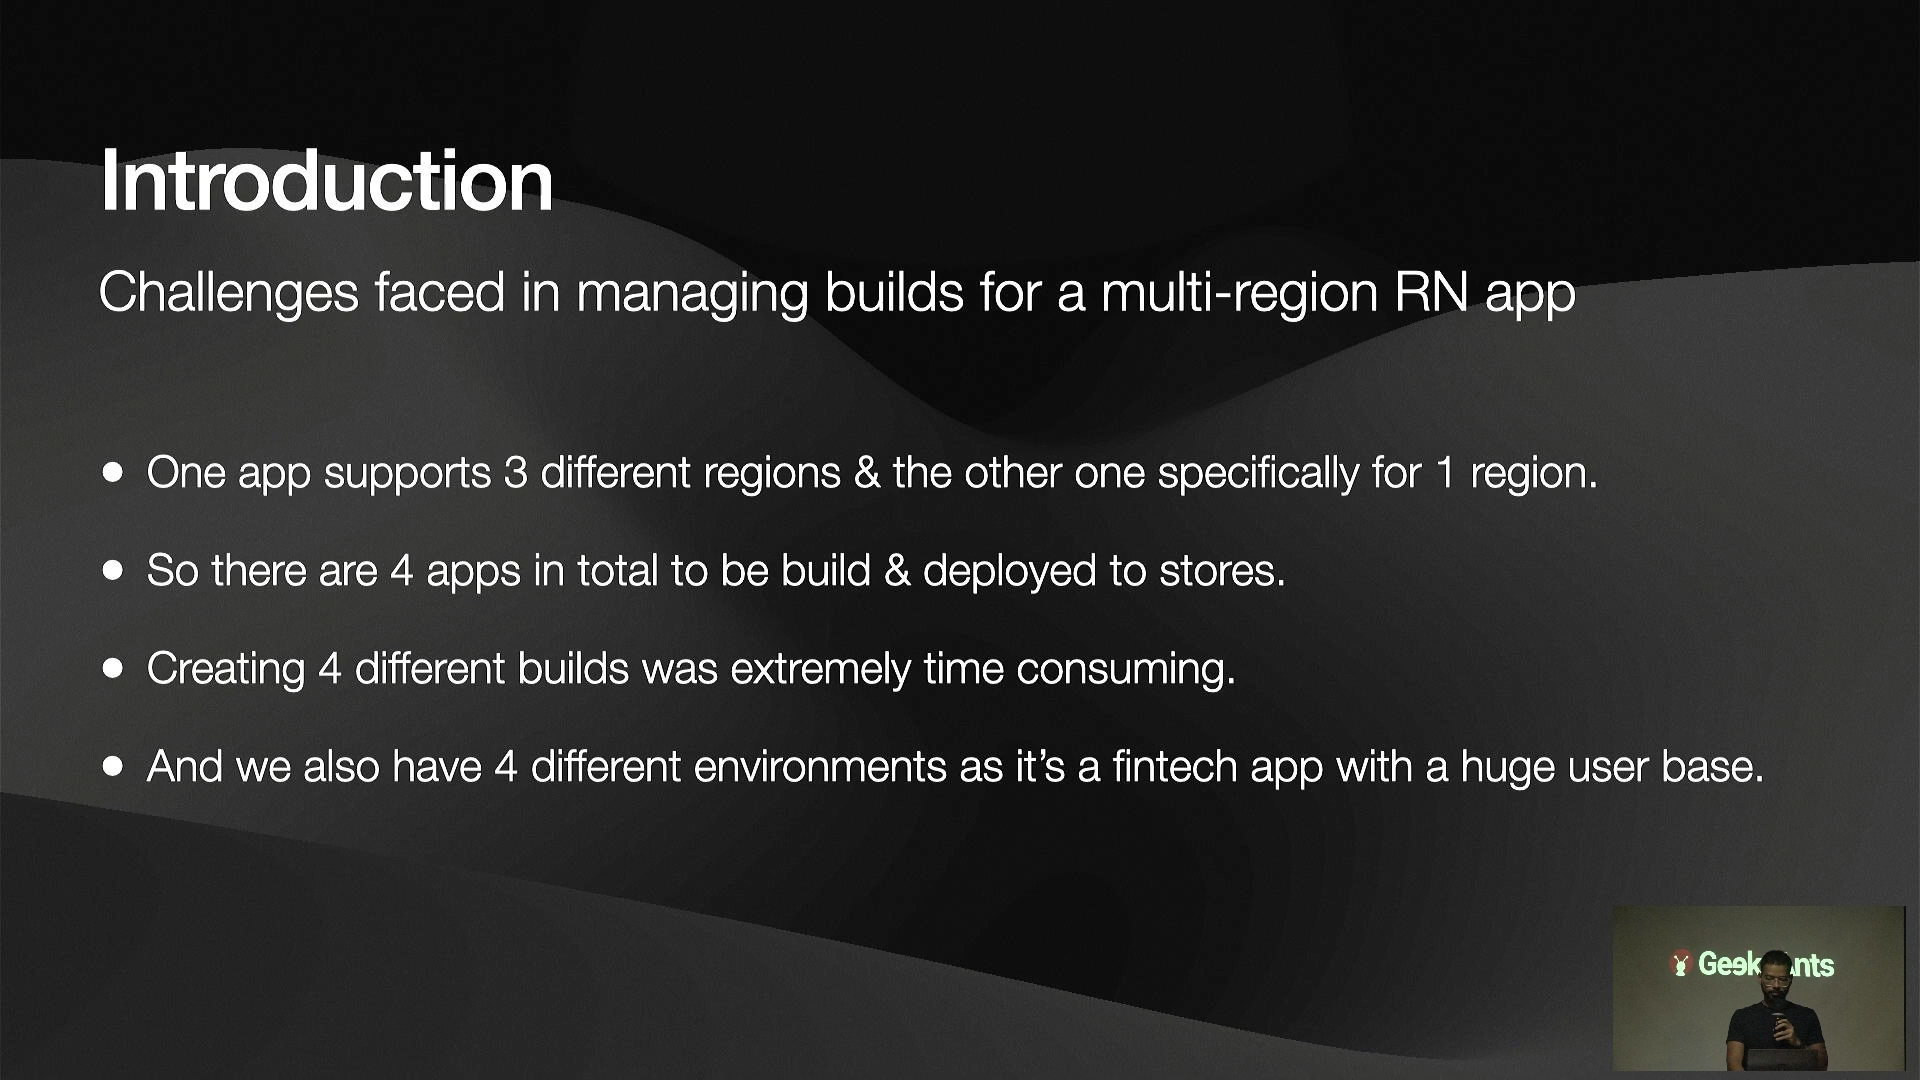 Introduction
Challenges faced in managing builds for a multi-region RN app
● One app supports 3 different regions & the other one specifically for 1 region.
● So there are 4 apps in total to be build & deployed to stores.
● Creating 4 different builds was extremely time consuming.
● And we also have 4 different environments as it’s a fintech app with a huge user base.
Geek nts